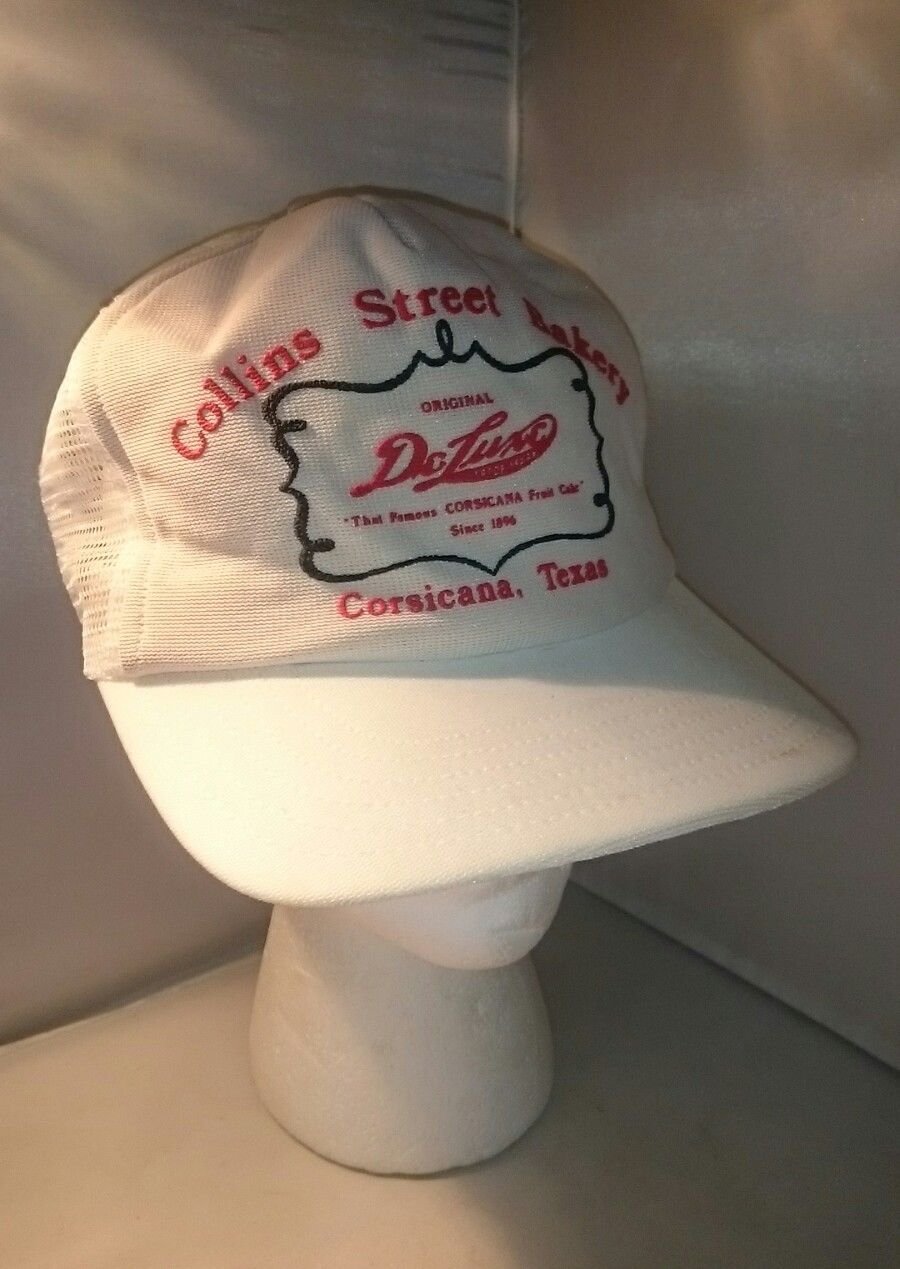 Collins Street Bakery
ORIGINAL
DeLuxe
"That Famous CORSICANA Fruit Cake"
Since 1896
Corsicana, Texas